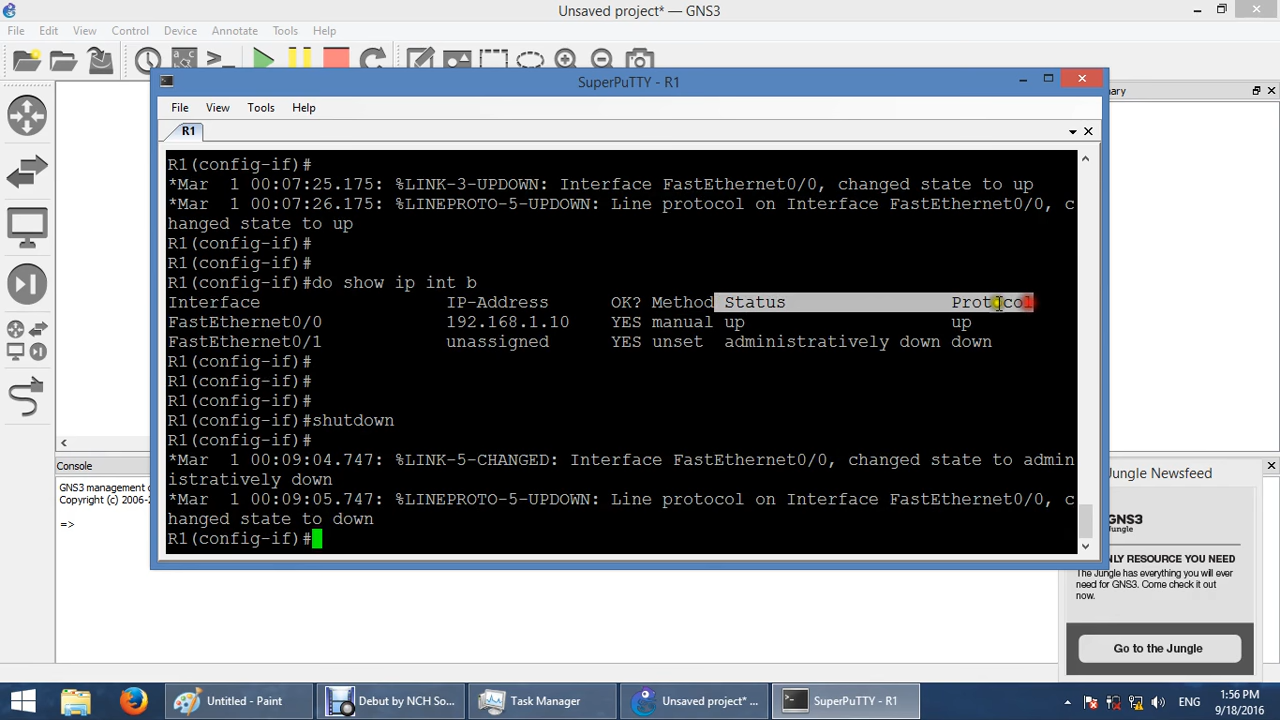 Unsaved project* — GNS3
File Edit View Control Device Annotate Tools Help
SuperPuTTY - R1
File View Tools Help
R1
R1(config-if)#
*Mar  1 00:07:25.175: %LINK-3-UPDOWN: Interface FastEthernet0/0, changed state to up
*Mar  1 00:07:26.175: %LINEPROTO-5-UPDOWN: Line protocol on Interface FastEthernet0/0, c
hanged state to up
R1(config-if)#
R1(config-if)#
R1(config-if)#do show ip int b
Interface IP-Address OK? Method Status Protocol
FastEthernet0/0 192.168.1.10 YES manual up up
FastEthernet0/1 unassigned YES unset administratively down down
R1(config-if)#
R1(config-if)#
R1(config-if)#
R1(config-if)#shutdown
R1(config-if)#
*Mar  1 00:09:04.747: %LINK-5-CHANGED: Interface FastEthernet0/0, changed state to admin
istratively down
*Mar  1 00:09:05.747: %LINEPROTO-5-UPDOWN: Line protocol on Interface FastEthernet0/0, c
hanged state to down
R1(config-if)#
Console
GNS3 management c
Copyright (c) 2006-2
=>
Jungle Newsfeed
GNS3
Jungle
NLY RESOURCE YOU NEED
The Jungle has everything you will ever
need for GNS3. Come check it out
now.
Go to the Jungle
Untitled - Paint
Debut by NCH So...
Task Manager
Unsaved project*...
SuperPuTTY - R1
ENG
1:56 PM
9/18/2016